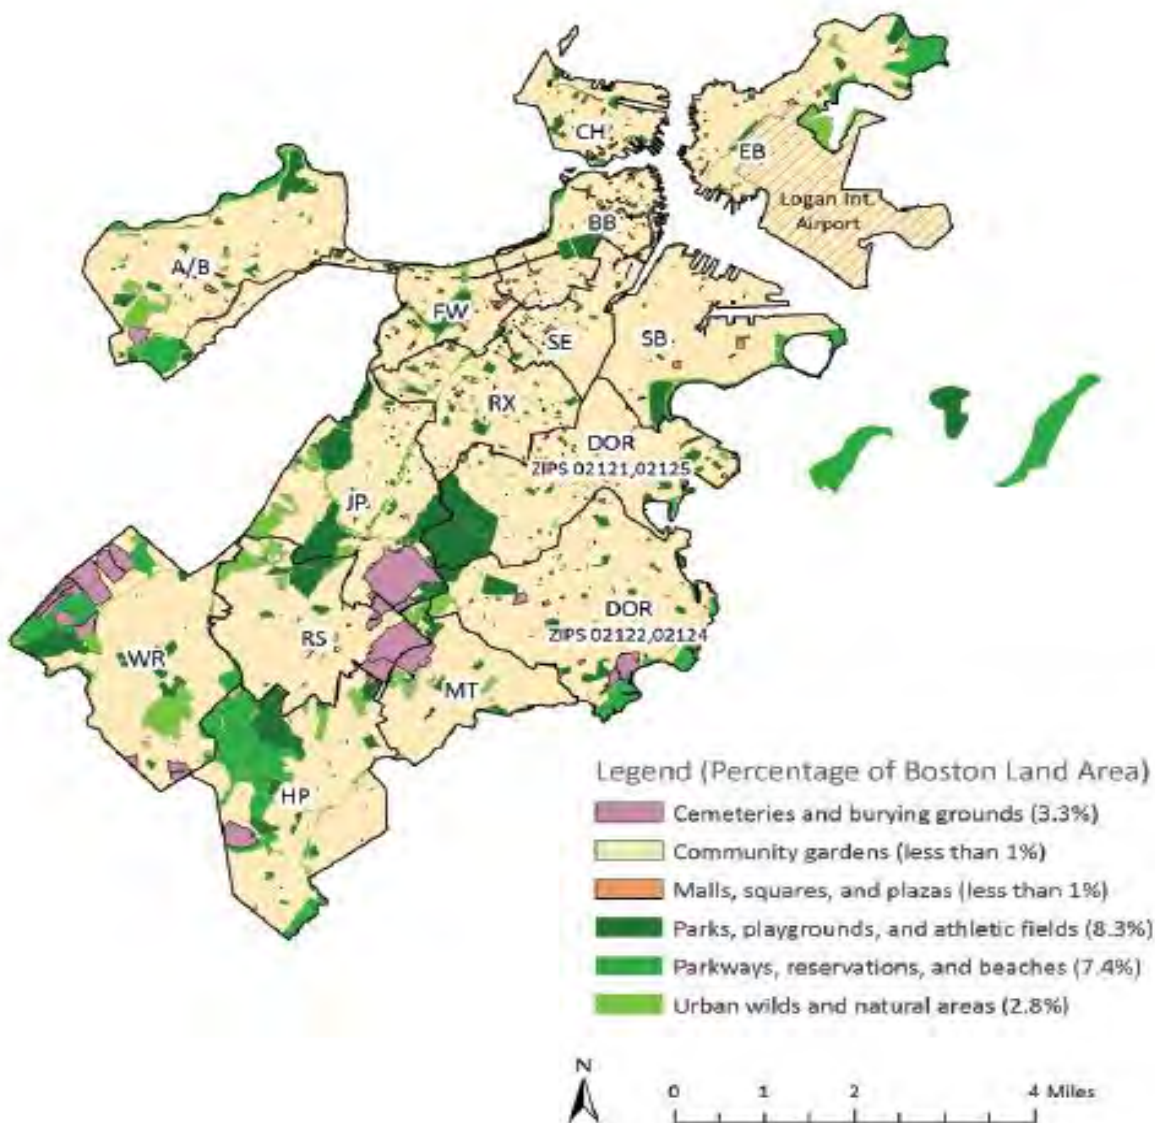 CH
EB
Logan Int.
Airport
BB
A/B
FW
SE
SB
RX
DOR
ZIPS 02121,02125
JP
DOR
ZIPS 02122,02124
RS
WR
MT
HP
Legend (Percentage of Boston Land Area)
Cemeteries and burying grounds (3.3%)
Community gardens (less than 1%)
Malls, squares, and plazas (less than 1%)
Parks, playgrounds, and athletic fields (8.3%)
Parkways, reservations, and beaches (7.4%)
Urban wilds and natural areas (2.8%)
N
0 1 2 4 Miles